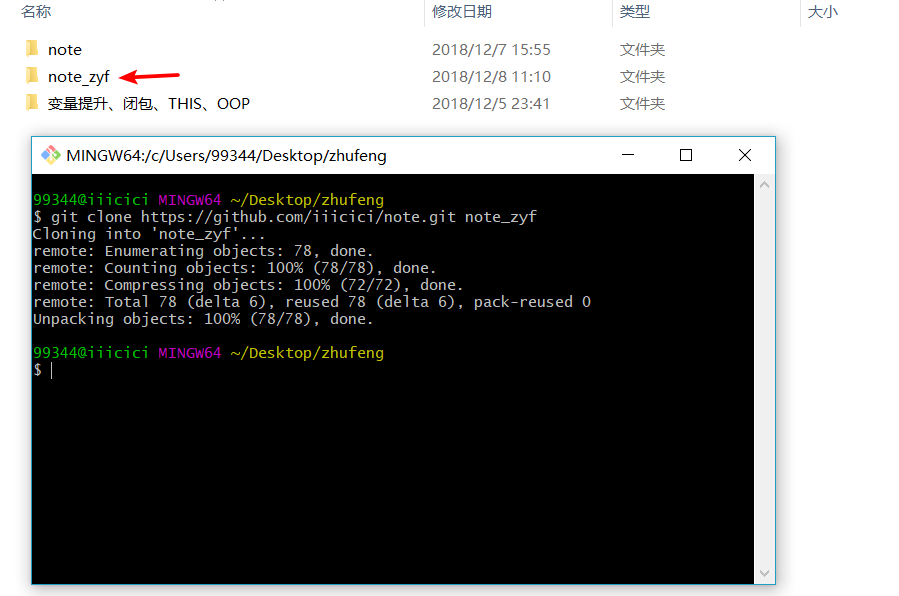 名称 修改日期 类型 大小
note 2018/12/7 15:55 文件夹
note_zyf 2018/12/8 11:10 文件夹
变量提升、闭包、THIS、OOP 2018/12/5 23:41 文件夹
MINGW64:/c/Users/99344/Desktop/zhufeng
99344@iiicici MINGW64 ~/Desktop/zhufeng
$ git clone https://github.com/iiicici/note.git note_zyf
Cloning into 'note_zyf'...
remote: Enumerating objects: 78, done.
remote: Counting objects: 100% (78/78), done.
remote: Compressing objects: 100% (72/72), done.
remote: Total 78 (delta 6), reused 78 (delta 6), pack-reused 0
Unpacking objects: 100% (78/78), done.
99344@iiicici MINGW64 ~/Desktop/zhufeng
$